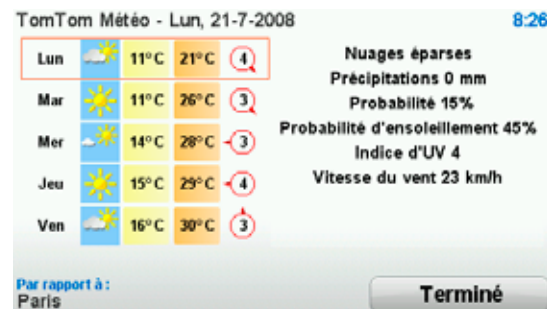 TomTom Météo - Lun, 21-7-2008 8:26
Lun 11°C 21°C 4
Mar 11°C 26°C 3
Mer 14°C 28°C 3
Jeu 15°C 29°C 4
Ven 16°C 30°C 3
Nuages éparses
Précipitations 0 mm
Probabilité 15%
Probabilité d'ensoleillement 45%
Indice d'UV 4
Vitesse du vent 23 km/h
Par rapport à :
Paris
Terminé